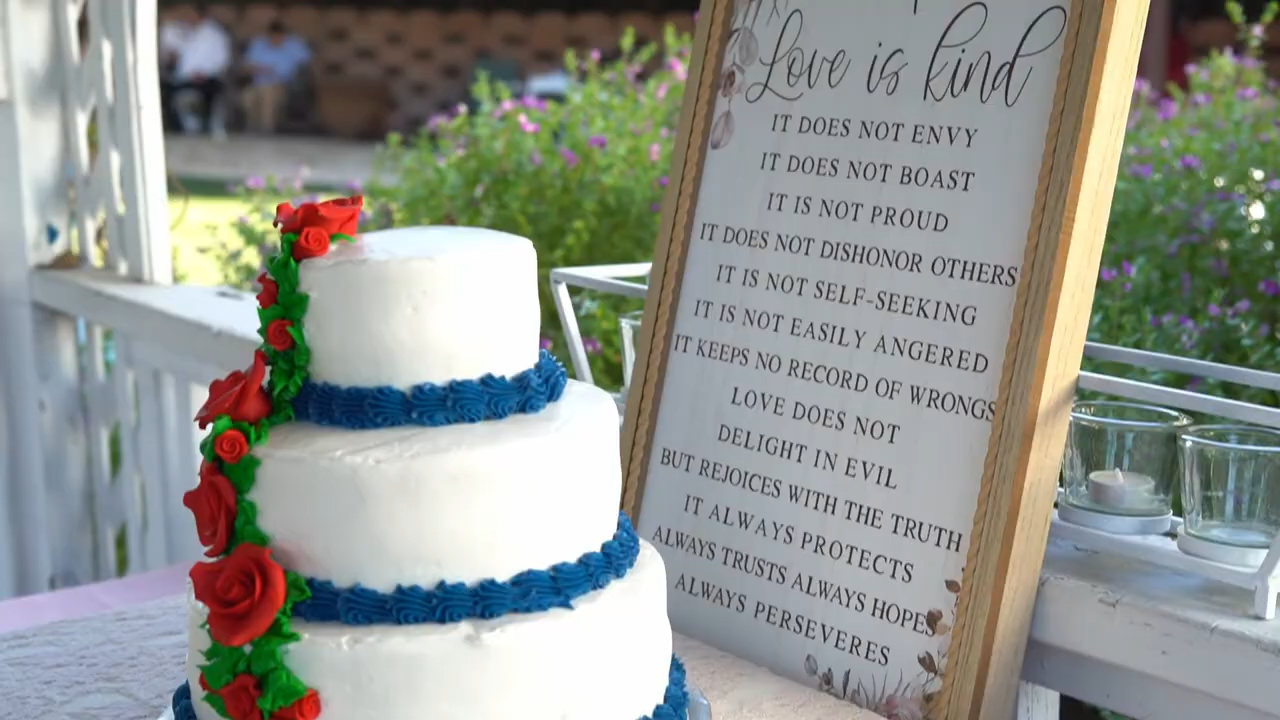 Love is kind
IT DOES NOT ENVY
IT DOES NOT BOAST
IT IS NOT PROUD
IT DOES NOT DISHONOR OTHERS
IT IS NOT SELF-SEEKING
IT IS NOT EASILY ANGERED
IT KEEPS NO RECORD OF WRONGS
LOVE DOES NOT
DELIGHT IN EVIL
BUT REJOICES WITH THE TRUTH
IT ALWAYS PROTECTS
ALWAYS TRUSTS ALWAYS HOPES
ALWAYS PERSEVERES